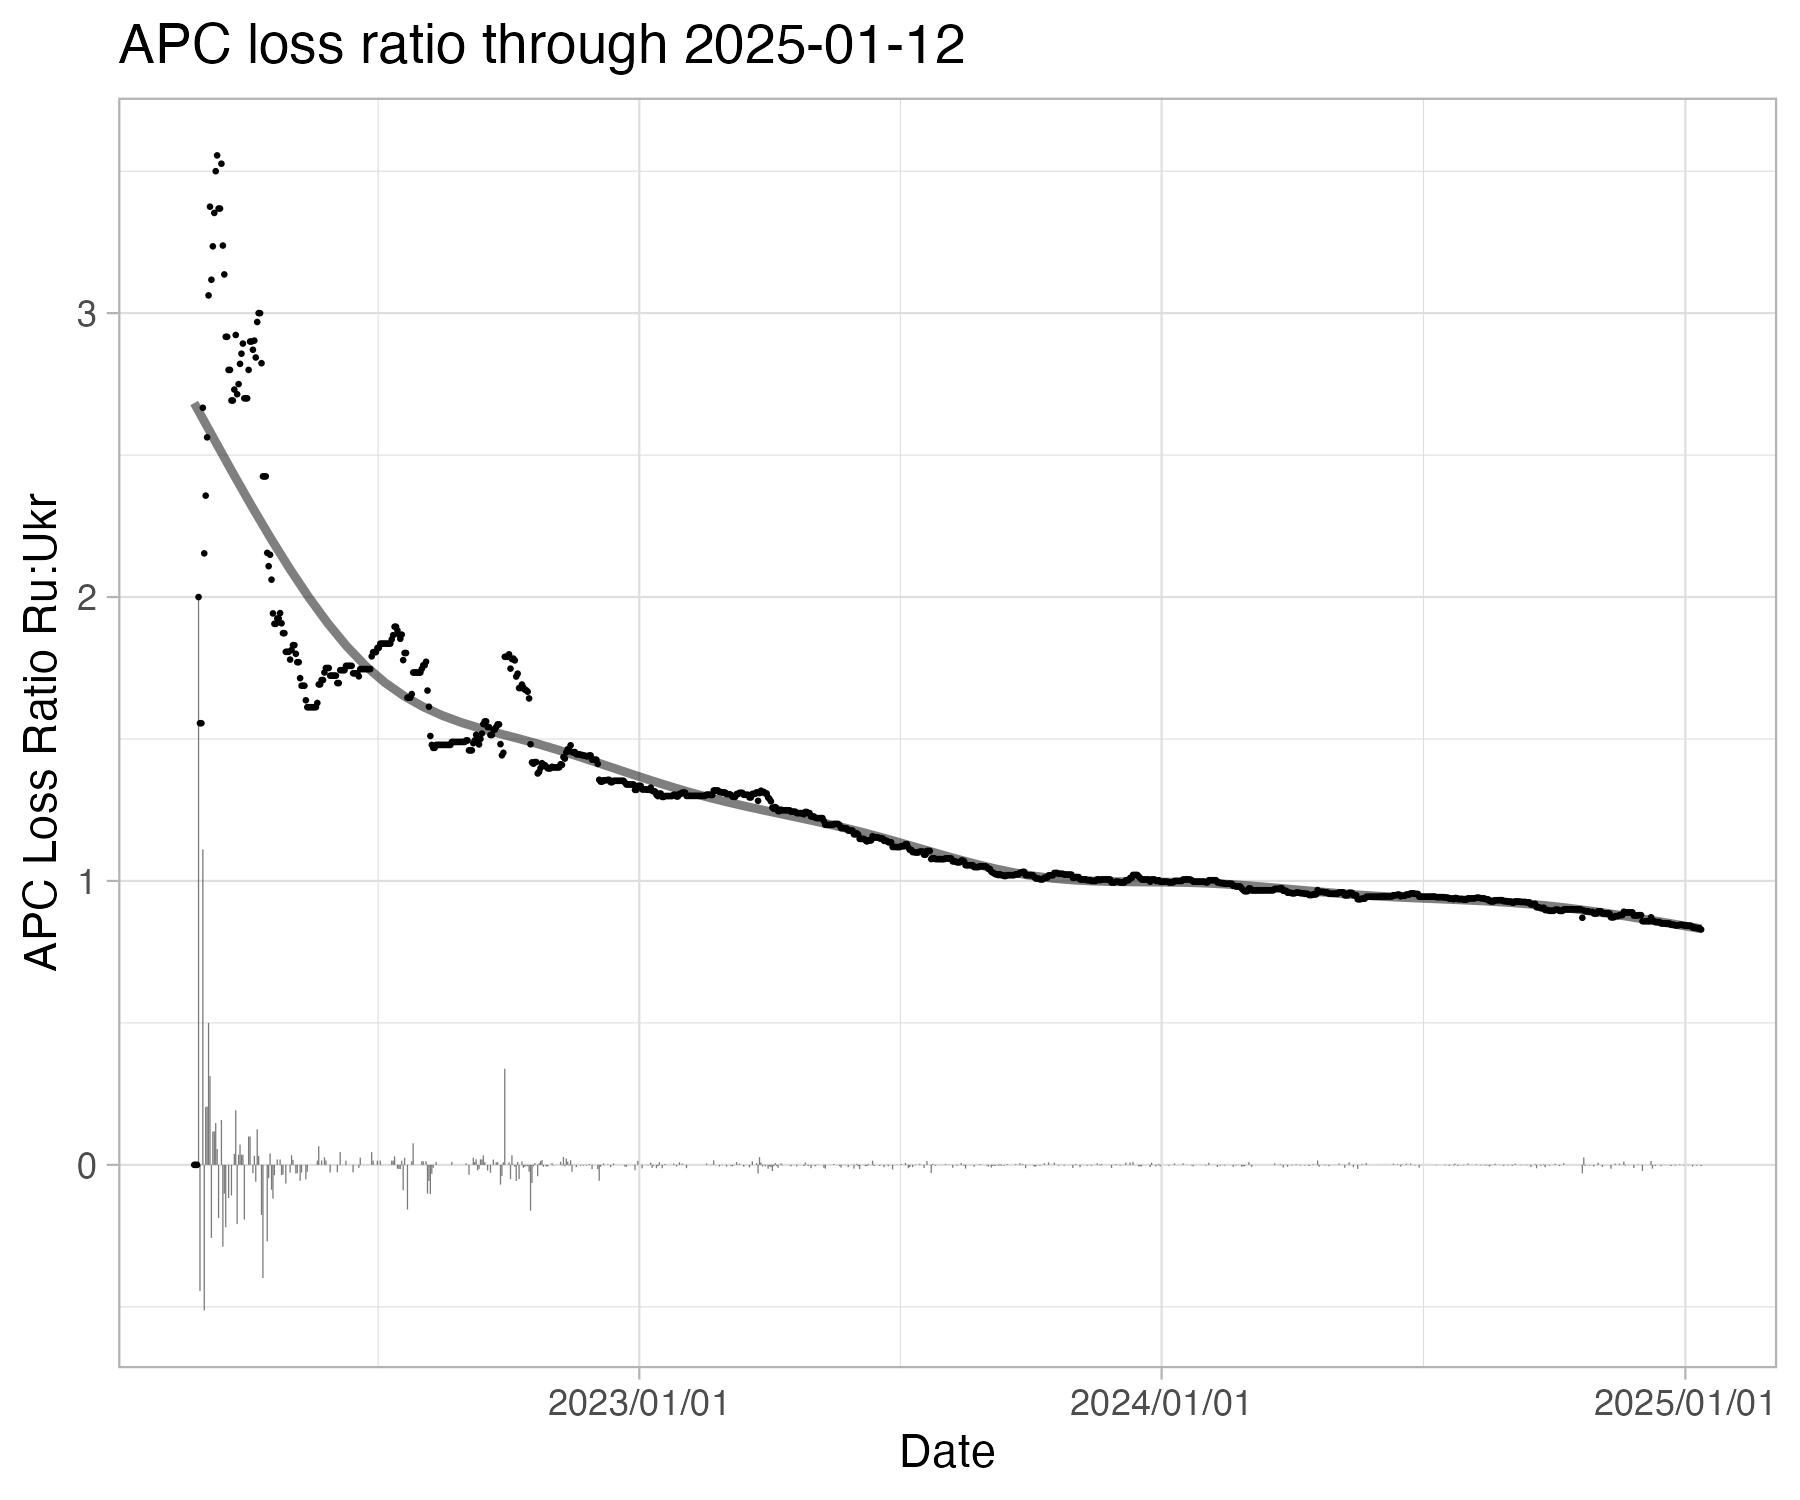 APC loss ratio through 2025-01-12
APC Loss Ratio Ru:Ukr
3
2
1
0
2023/01/01
2024/01/01
2025/01/01
Date